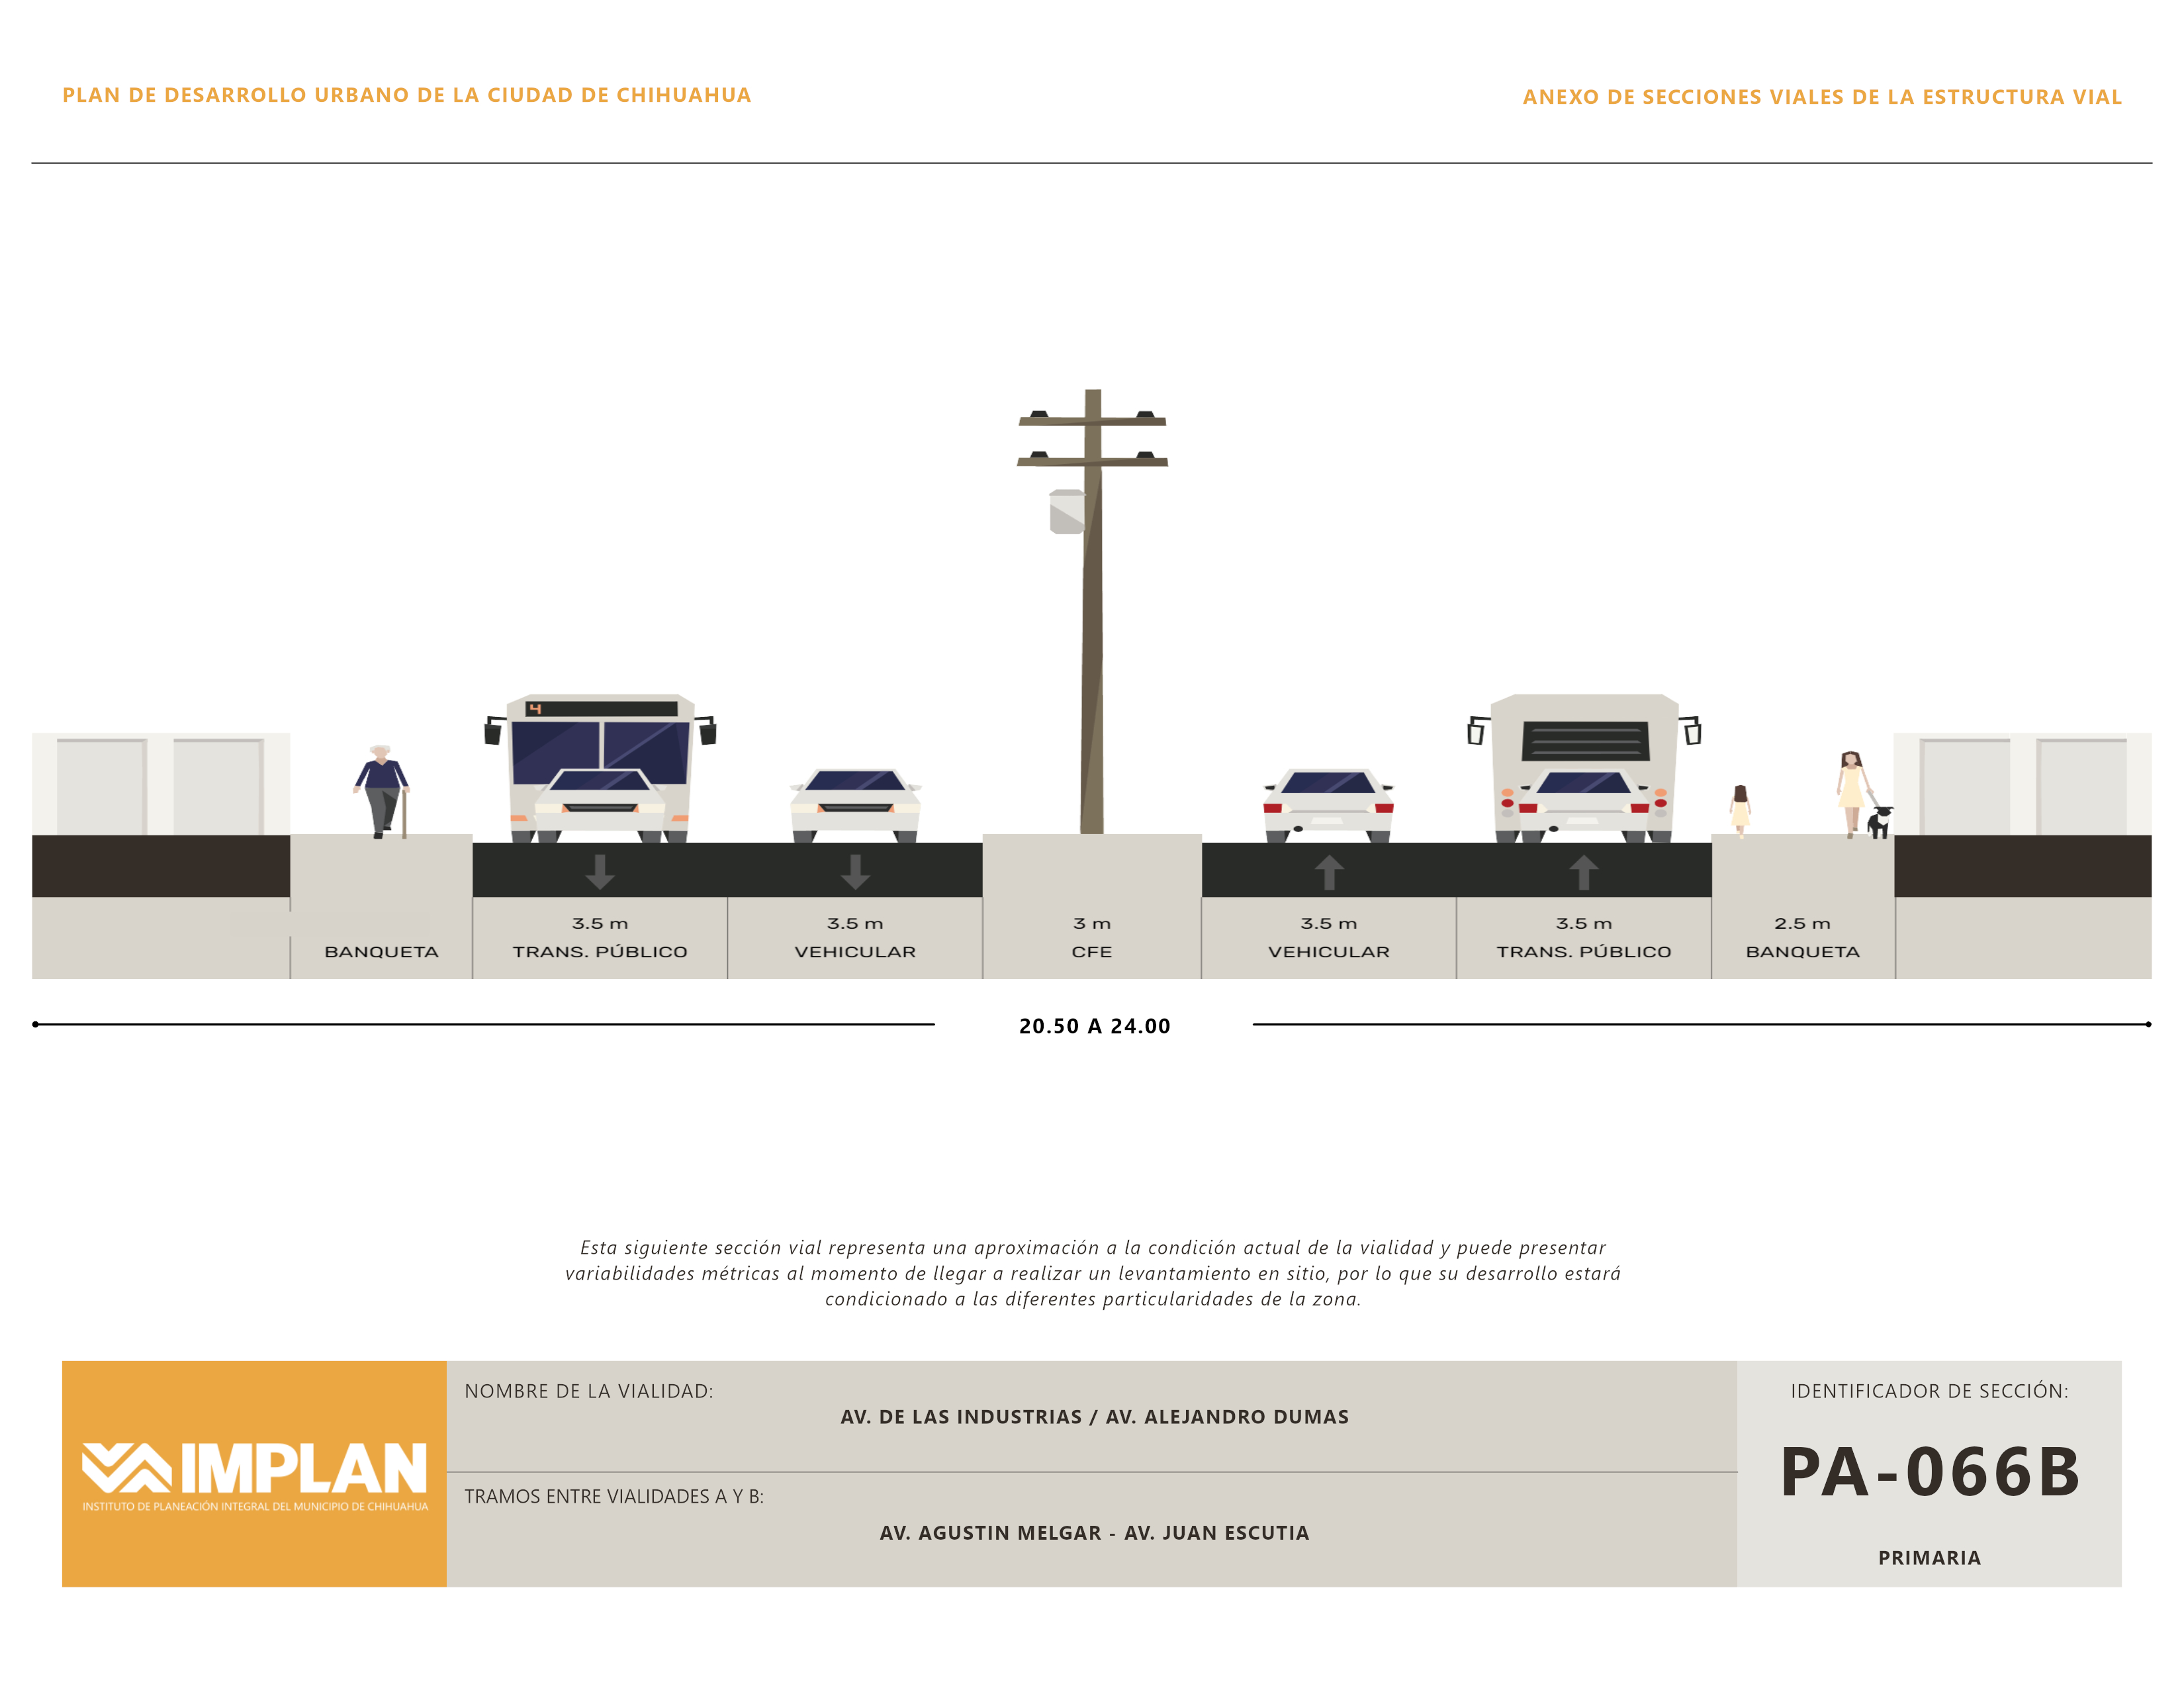 PLAN DE DESARROLLO URBANO DE LA CIUDAD DE CHIHUAHUA
ANEXO DE SECCIONES VIALES DE LA ESTRUCTURA VIAL
4
BANQUETA
3.5 m
TRANS. PÚBLICO
3.5 m
VEHICULAR
3 m
CFE
3.5 m
VEHICULAR
3.5 m
TRANS. PÚBLICO
2.5 m
BANQUETA
20.50 A 24.00
Esta siguiente sección vial representa una aproximación a la condición actual de la vialidad y puede presentar
variabilidades métricas al momento de llegar a realizar un levantamiento en sitio, por lo que su desarrollo estará
condicionado a las diferentes particularidades de la zona.
IMPLAN
INSTITUTO DE PLANEACIÓN INTEGRAL DEL MUNICIPIO DE CHIHUAHUA
NOMBRE DE LA VIALIDAD:
AV. DE LAS INDUSTRIAS / AV. ALEJANDRO DUMAS
TRAMOS ENTRE VIALIDADES A Y B:
AV. AGUSTIN MELGAR - AV. JUAN ESCUTIA
IDENTIFICADOR DE SECCIÓN:
PA-066B
PRIMARIA